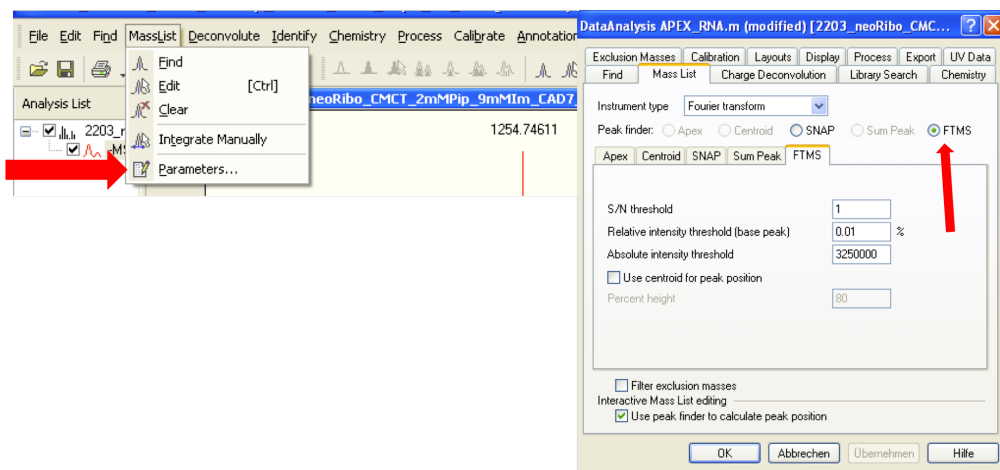 File Edit Find MassList Deconvolute Identify Chemistry Process Calibrate Annotation
Find
Edit [Ctrl]
Clear
Integrate Manually
Parameters...
Analysis List
neoRibo_CMCT_2mMPip_9mMIm_CAD7
2203_r
-MS
1254.74611
DataAnalysis APEX_RNA.m (modified) [2203_neoRibo_CMC...
Exclusion Masses Calibration Layouts Display Process Export UV Data
Find Mass List Charge Deconvolution Library Search Chemistry
Instrument type Fourier transform
Peak finder: Apex Centroid SNAP Sum Peak FTMS
Apex Centroid SNAP Sum Peak FTMS
S/N threshold 1
Relative intensity threshold (base peak) 0.01 %
Absolute intensity threshold 3250000
Use centroid for peak position
Percent height 80
Filter exclusion masses
Interactive Mass List editing
Use peak finder to calculate peak position
OK Abbrechen Übernehmen Hilfe